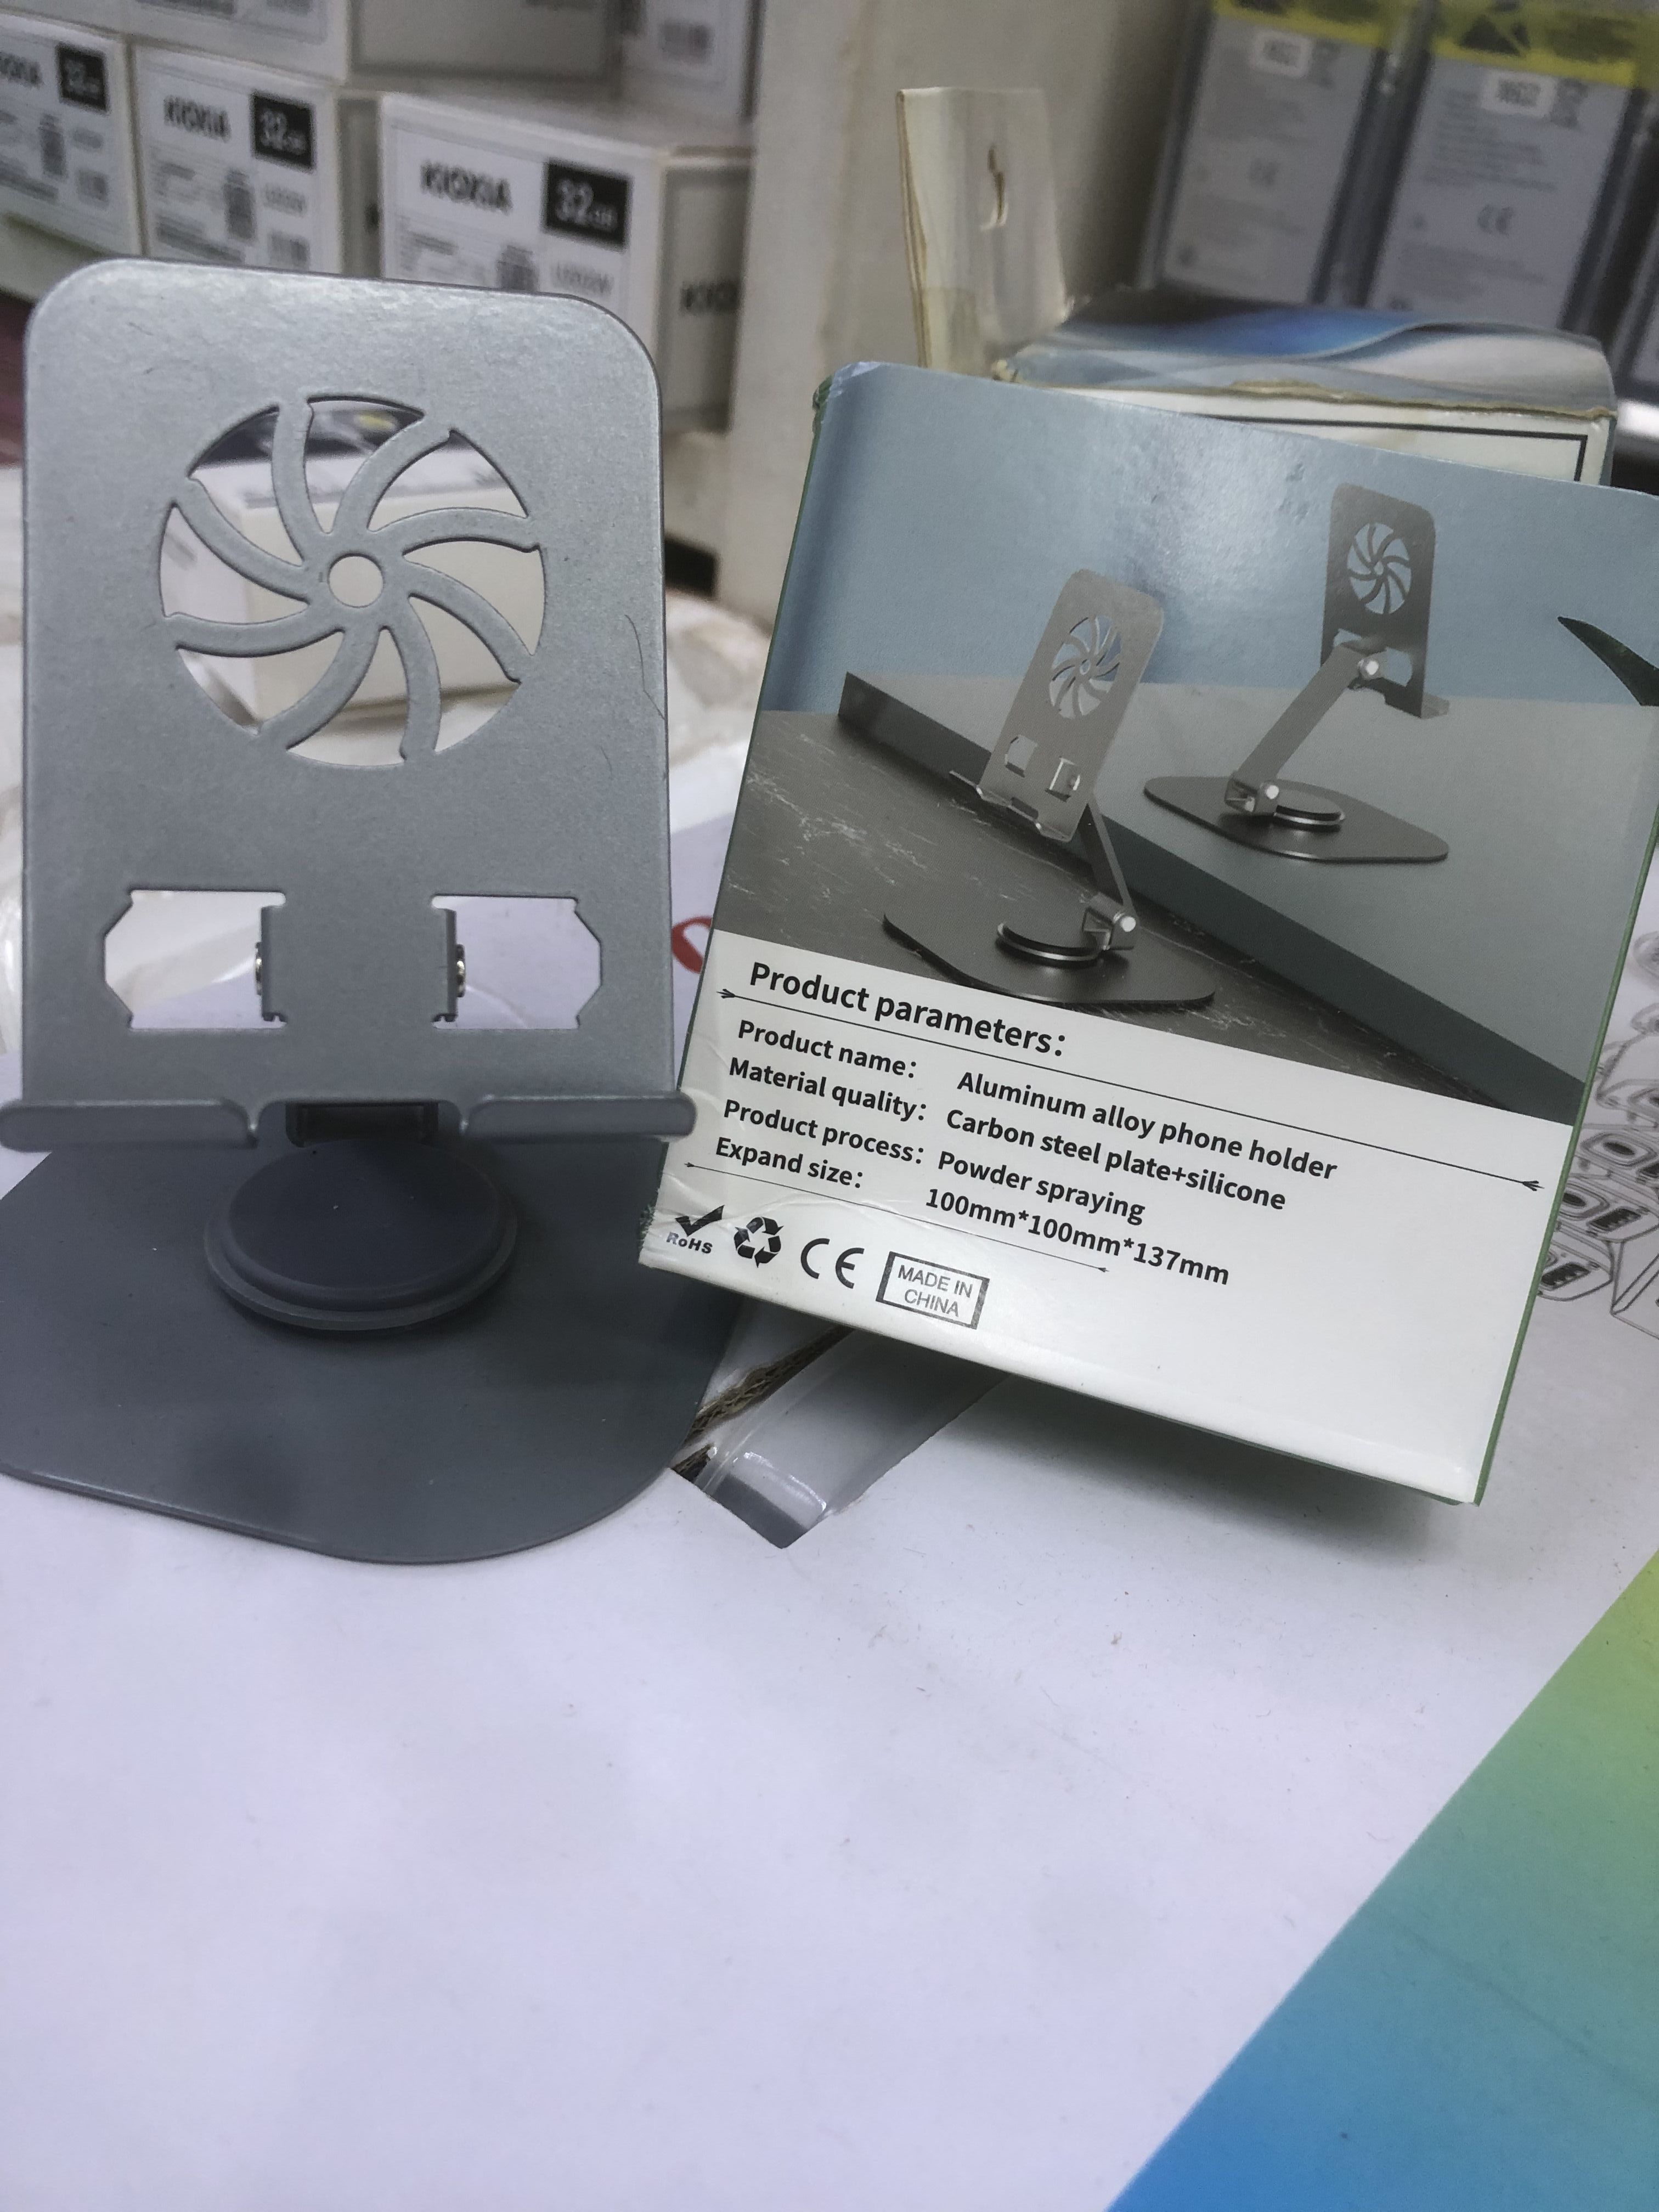 KIOXIA 32GB
KIOXIA 32GB
KIOXIA 32GB
Product parameters:
Product name: Aluminum alloy phone holder
Material quality: Carbon steel plate+silicone
Product process: Powder spraying
Expand size: 100mm*100mm*137mm
RoHS
CE
MADE IN
CHINA